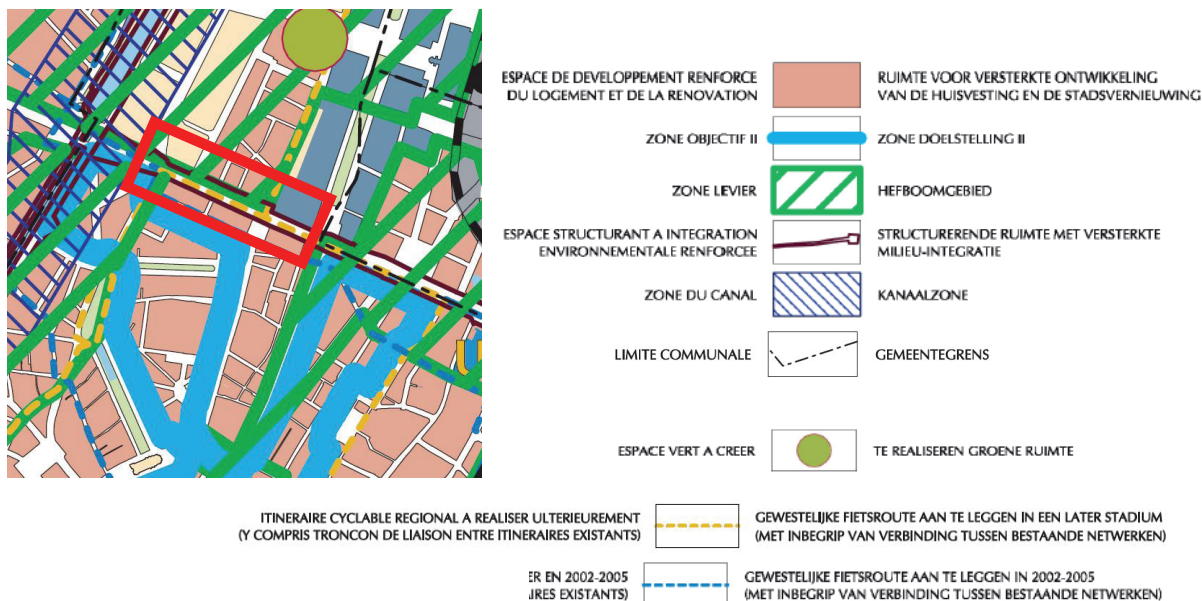 ESPACE DE DEVELOPPEMENT RENFORCE
DU LOGEMENT ET DE LA RENOVATION
RUIMTE VOOR VERSTERKTE ONTWIKKELING
VAN DE HUISVESTING EN DE STADSVERNIEUWING
ZONE OBJECTIF II
ZONE DOELSTELLING II
ZONE LEVIER
HEFBOOMGEBIED
ESPACE STRUCTURANT A INTEGRATION
ENVIRONNEMENTALE RENFORCEE
STRUCTURERENDE RUIMTE MET VERSTERKTE
MILIEU-INTEGRATIE
ZONE DU CANAL
KANAALZONE
LIMITE COMMUNALE
GEMEENTEGRENS
ESPACE VERT A CREER
TE REALISEREN GROENE RUIMTE
ITINERAIRE CYCLABLE REGIONAL A REALISER ULTERIEUREMENT
(Y COMPRIS TRONCON DE LIAISON ENTRE ITINERAIRES EXISTANTS)
GEWESTELIJKE FIETSROUTE AAN TE LEGGEN IN EEN LATER STADIUM
(MET INBEGRIP VAN VERBINDING TUSSEN BESTAANDE NETWERKEN)
ER EN 2002-2005
AIRES EXISTANTS)
GEWESTELIJKE FIETSROUTE AAN TE LEGGEN IN 2002-2005
(MET INBEGRIP VAN VERBINDING TUSSEN BESTAANDE NETWERKEN)